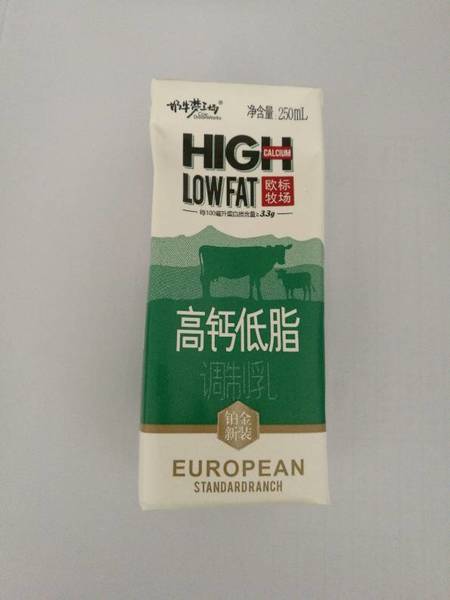 奶牛梦工场®
Cow DreamWorks
净含量: 250mL
HIGH
CALCIUM
LOW FAT
欧标
牧场
每100毫升蛋白质含量≥3.3g
高钙低脂
调制乳
铂金
新装
EUROPEAN
STANDARDRANCH